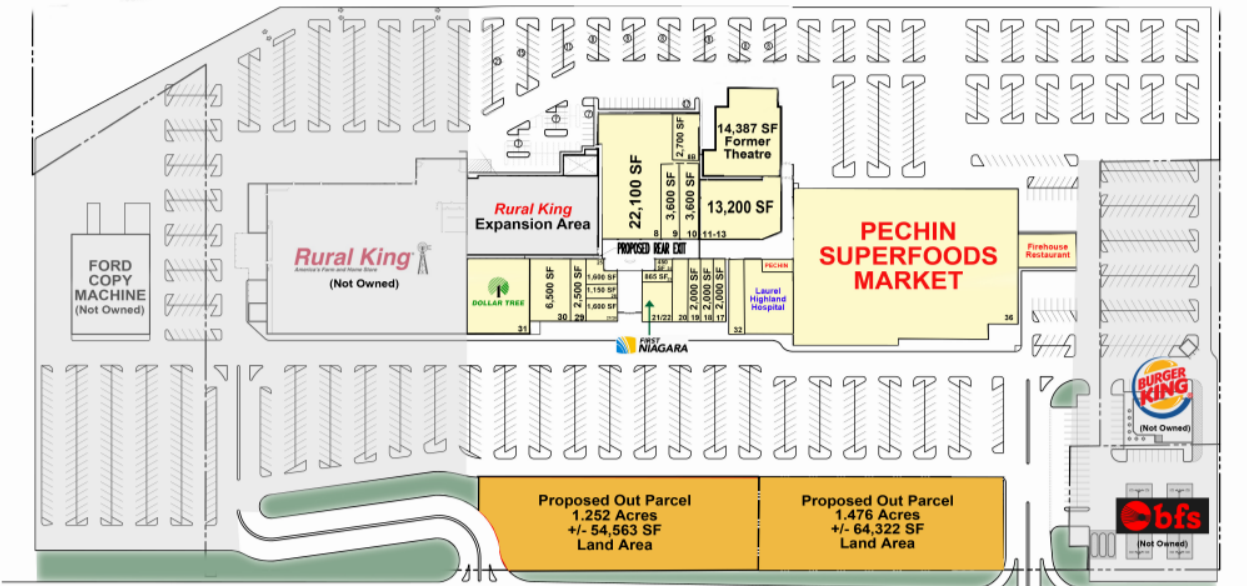 2,700 SF
8B
14,387 SF
Former
Theatre
22,100 SF
8
3,600 SF
9
3,600 SF
10
13,200 SF
11-13
Rural King
Expansion Area
PROPOSED REAR EXIT
PECHIN
SUPERFOODS
MARKET
36
Firehouse
Restaurant
Rural King
America's Farm and Home Store
(Not Owned)
FORD
COPY
MACHINE
(Not Owned)
DOLLAR TREE
31
6,500 SF
30
2,500 SF
29
1,600 SF
1,150 SF
1,600 SF
865 SF
21/22
20
2,000 SF
19
2,000 SF
18
2,000 SF
17
PECHIN
Laurel
Highland
Hospital
32
FIRST
NIAGARA
BURGER
KING
(Not Owned)
Proposed Out Parcel
1.252 Acres
+/- 54,563 SF
Land Area
Proposed Out Parcel
1.476 Acres
+/- 64,322 SF
Land Area
bfs
(Not Owned)